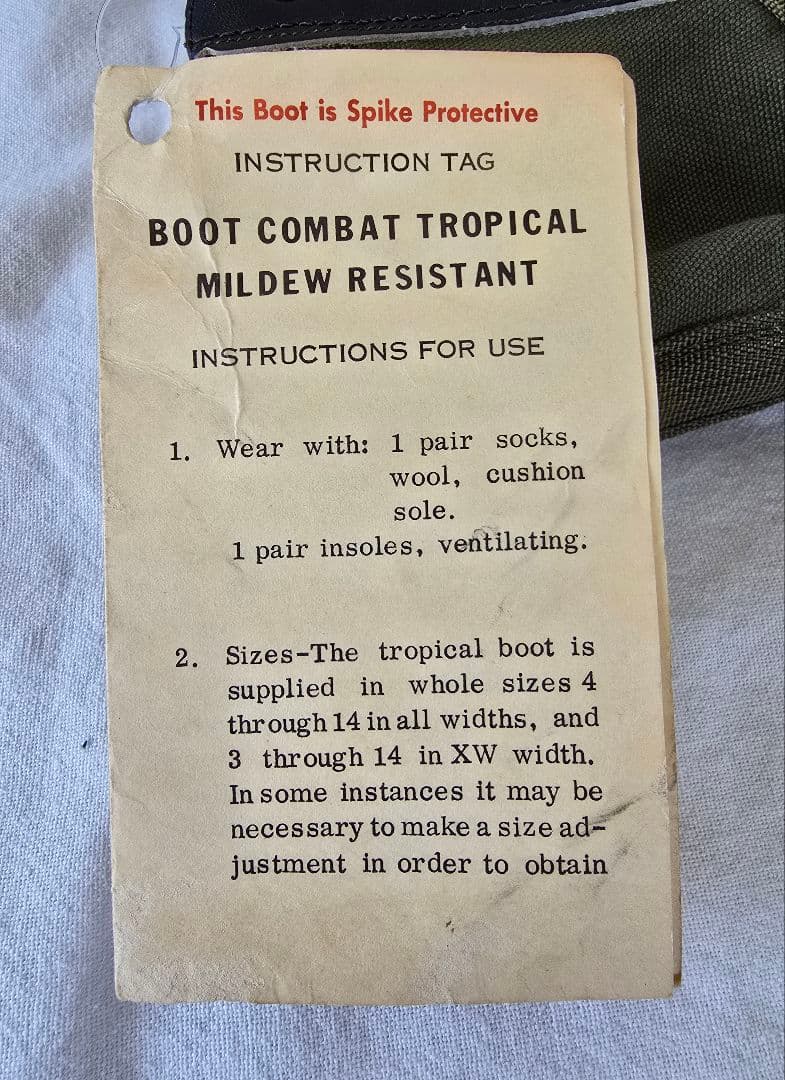 This Boot is Spike Protective
INSTRUCTION TAG
BOOT COMBAT TROPICAL
MILDEW RESISTANT
INSTRUCTIONS FOR USE
1. Wear with: 1 pair socks,
wool, cushion
sole.
1 pair insoles, ventilating.
2. Sizes-The tropical boot is
supplied in whole sizes 4
through 14 in all widths, and
3 through 14 in XW width.
In some instances it may be
necessary to make a size ad-
justment in order to obtain